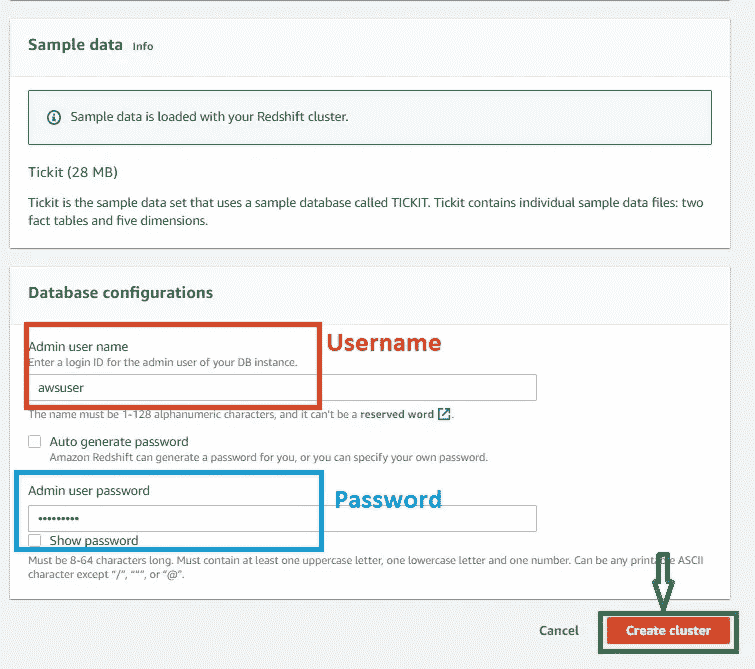 Sample data Info
Sample data is loaded with your Redshift cluster.
Tickit (28 MB)
Tickit is the sample data set that uses a sample database called TICKIT. Tickit contains individual sample data files: two
fact tables and five dimensions.
Database configurations
Admin user name
Username
Enter a login ID for the admin user of your DB instance.
awsuser
The name must be 1-128 alphanumeric characters, and it can't be a reserved word.
Auto generate password
Amazon Redshift can generate a password for you, or you can specify your own password.
Admin user password
Password
•••••••••
Show password
Must be 8-64 characters long. Must contain at least one uppercase letter, one lowercase letter and one number. Can be any printable ASCII
character except "/", """, or "@".
Cancel
Create cluster